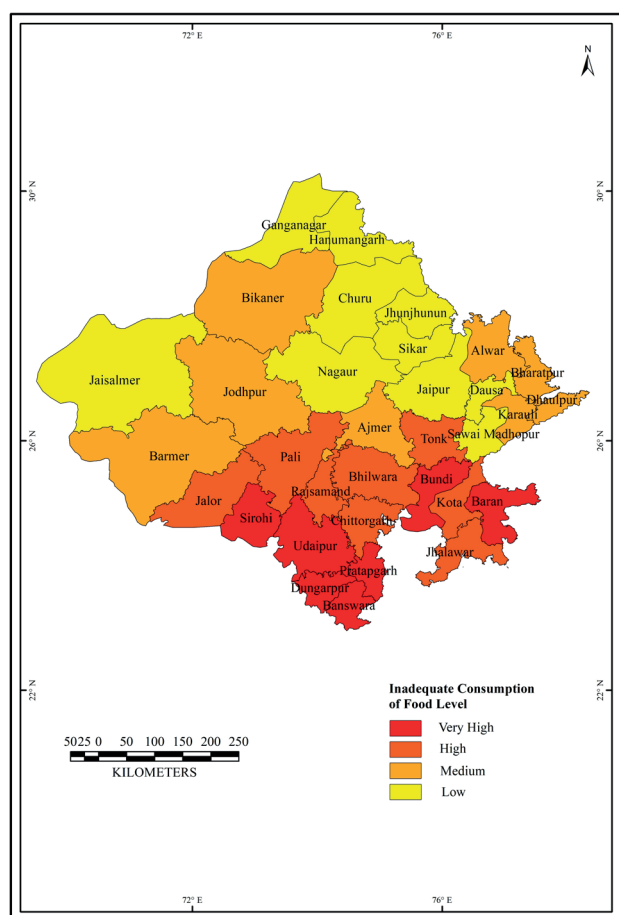 72° E 76° E
N
30° N 30° N
Ganganagar
Hanumangarh
Bikaner
Churu
Jhunjhunun
Sikar
Alwar
Jaisalmer
Nagaur
Bharatpur
Jodhpur
Jaipur
Dausa
Dhaulpur
Karauli
Ajmer
26° N 26° N
Tonk
Sawai Madhopur
Barmer
Pali
Bhilwara
Bundi
Jalor
Rajsamand
Kota
Baran
Sirohi
Chittorgarh
Udaipur
Jhalawar
Pratapgarh
Dungarpur
Banswara
22° N 22° N
Inadequate Consumption
of Food Level
Very High
High
Medium
Low
5025 0 50 100 150 200 250
KILOMETERS
72° E 76° E